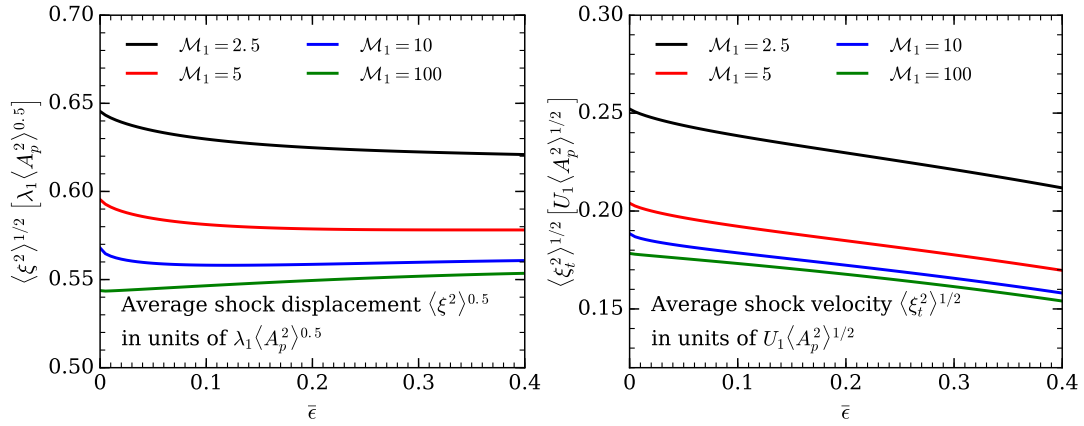 0.70
0.65
0.60
0.55
0.50
⟨ξ²⟩^{1/2} [λ₁⟨A_p²⟩^{0.5}]
ℳ₁ = 2.5
ℳ₁ = 5
ℳ₁ = 10
ℳ₁ = 100
Average shock displacement ⟨ξ²⟩^{0.5}
in units of λ₁⟨A_p²⟩^{0.5}
0 0.1 0.2 0.3 0.4
ε̄
0.30
0.25
0.20
0.15
⟨ξ_t²⟩^{1/2} [U₁⟨A_p²⟩^{1/2}]
ℳ₁ = 2.5
ℳ₁ = 5
ℳ₁ = 10
ℳ₁ = 100
Average shock velocity ⟨ξ_t²⟩^{1/2}
in units of U₁⟨A_p²⟩^{1/2}
0 0.1 0.2 0.3 0.4
ε̄